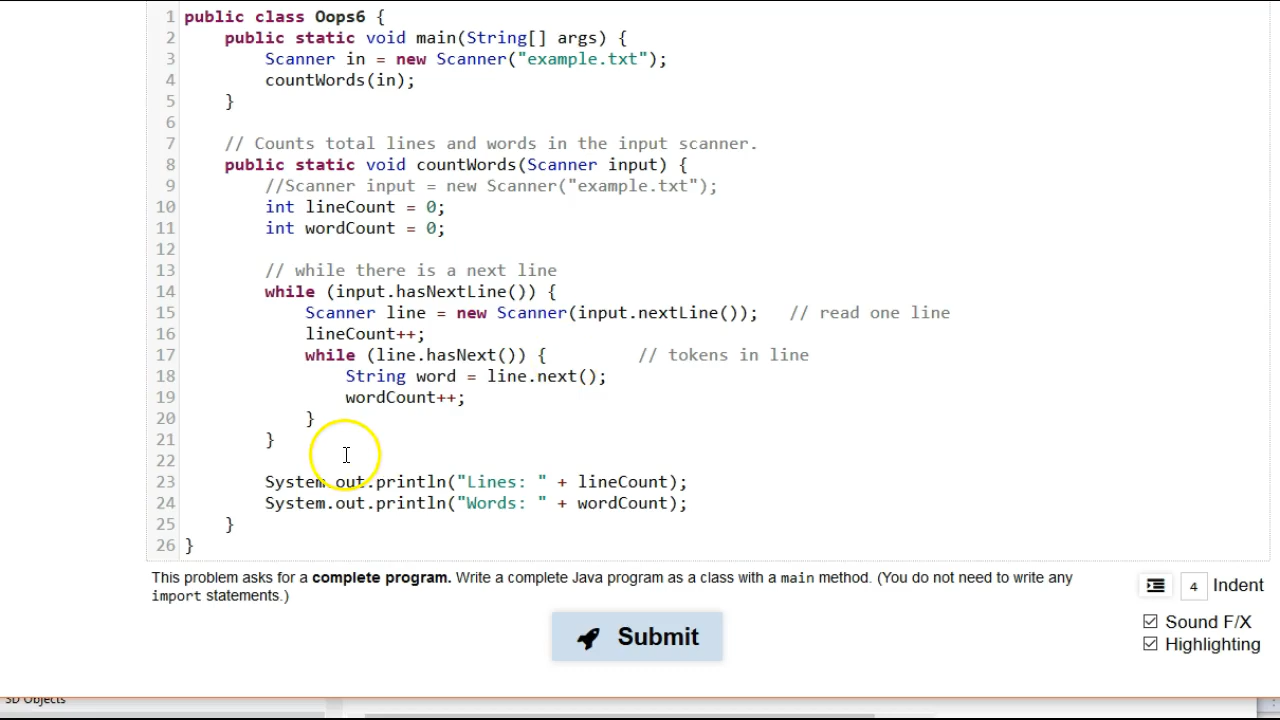 1 public class Oops6 {
2     public static void main(String[] args) {
3         Scanner in = new Scanner("example.txt");
4         countWords(in);
5     }
6
7     // Counts total lines and words in the input scanner.
8     public static void countWords(Scanner input) {
9         //Scanner input = new Scanner("example.txt");
10         int lineCount = 0;
11         int wordCount = 0;
12
13         // while there is a next line
14         while (input.hasNextLine()) {
15             Scanner line = new Scanner(input.nextLine());   // read one line
16             lineCount++;
17             while (line.hasNext()) {         // tokens in line
18                 String word = line.next();
19                 wordCount++;
20             }
21         }
22
23         System.out.println("Lines: " + lineCount);
24         System.out.println("Words: " + wordCount);
25     }
26 }
This problem asks for a complete program. Write a complete Java program as a class with a main method. (You do not need to write any
import statements.)
4 Indent
Submit
Sound F/X
Highlighting
3D Objects